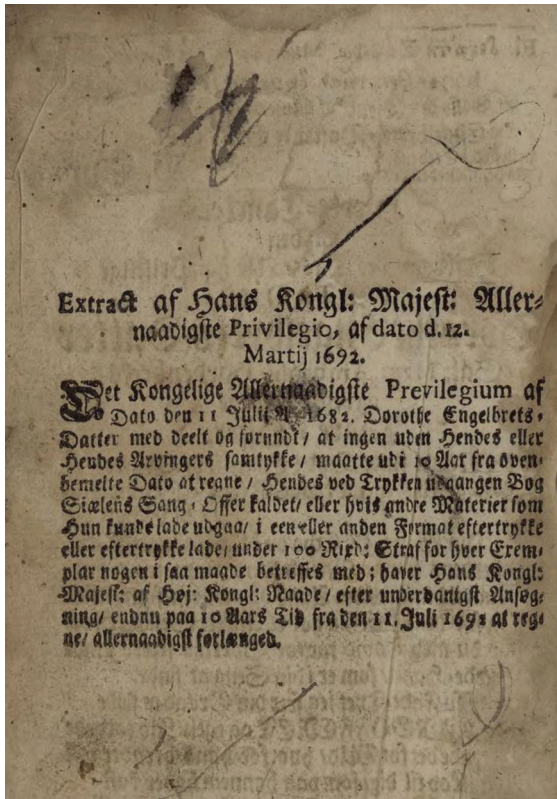 Extract af Hans Kongl: Majest: Aller-
naadigste Privilegio, af dato d. 12.
Martij 1692.
Det Kongelige Allernaadigste Previlegium af
Dato den 11 Julii A. 1682. Dorothe Engelbrets-
Datter med deelt og forundt / at ingen uden Hendes eller
Hendes Arvingers samtykke / maatte udi 10 Aar fra oven-
bemelte Dato at regne / Hendes ved Trykken udgangen Bog
Siælens Sang-Offer kaldet / eller hvis andre Materier som
Hun kunde lade udgaa / i een eller anden Format eftertrykke
eller eftertrykke lade / under 100 Rixd: Straf for hver Exem-
plar nogen i saa maade betreffes med; haver Hans Kongl:
Majest: af Høj: Kongl: Naade / efter underdanigst Ansøg-
ning / endnu paa 10 Aars Tid fra den 11. Juli 1692 at reg-
ne / allernaadigst forlænged.